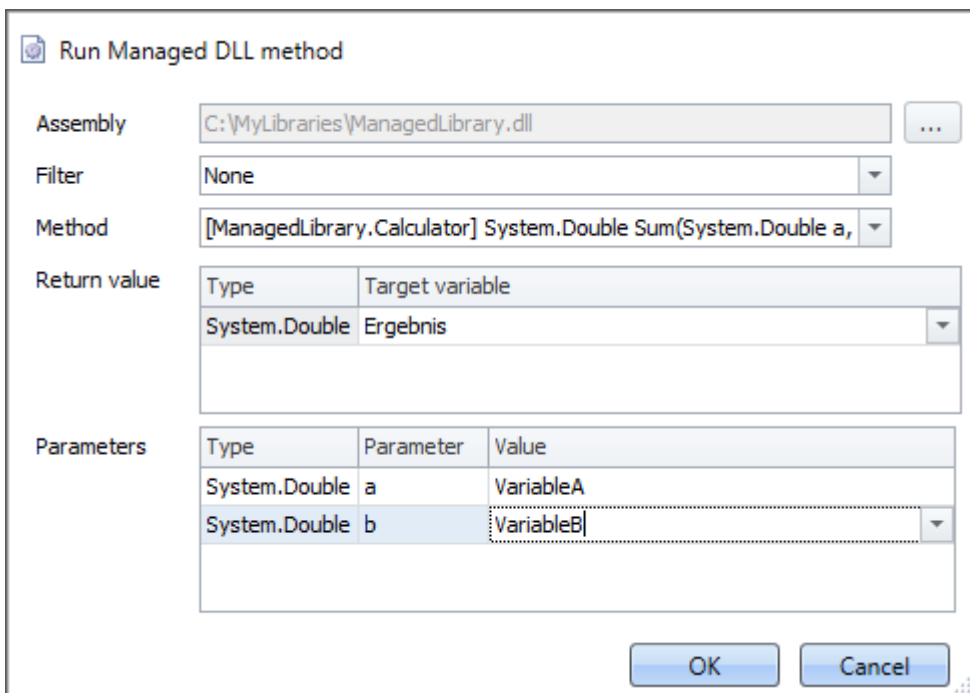 Run Managed DLL method
Assembly C:\MyLibraries\ManagedLibrary.dll ...
Filter None
Method [ManagedLibrary.Calculator] System.Double Sum(System.Double a,
Return value Type Target variable
System.Double Ergebnis
Parameters Type Parameter Value
System.Double a VariableA
System.Double b VariableB
OK Cancel